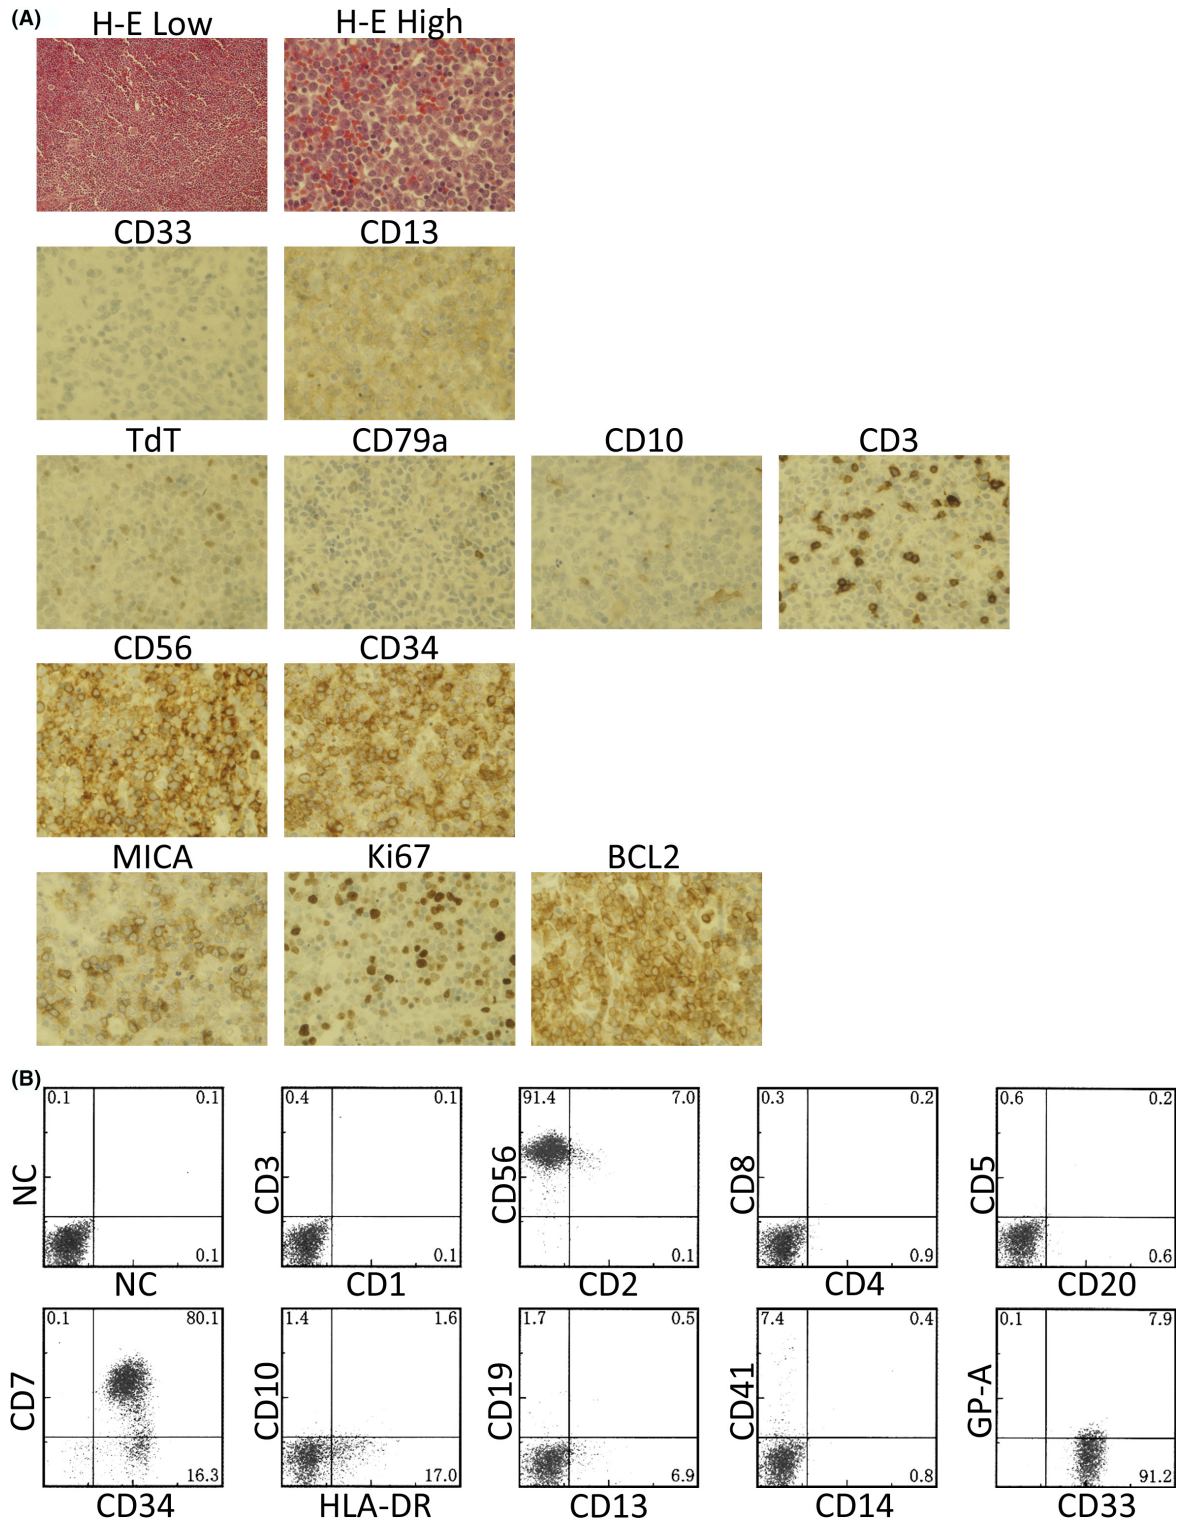 (A)
H-E Low H-E High
CD33 CD13
TdT CD79a CD10 CD3
CD56 CD34
MICA Ki67 BCL2
(B)
0.1 0.1 0.4 0.1 91.4 7.0 0.3 0.2 0.6 0.2
NC CD3 CD56 CD8 CD5
0.1 0.1 0.1 0.9 0.6
NC CD1 CD2 CD4 CD20
0.1 80.1 1.4 1.6 1.7 0.5 7.4 0.4 0.1 7.9
CD7 CD10 CD19 CD41 GP-A
16.3 17.0 6.9 0.8 91.2
CD34 HLA-DR CD13 CD14 CD33